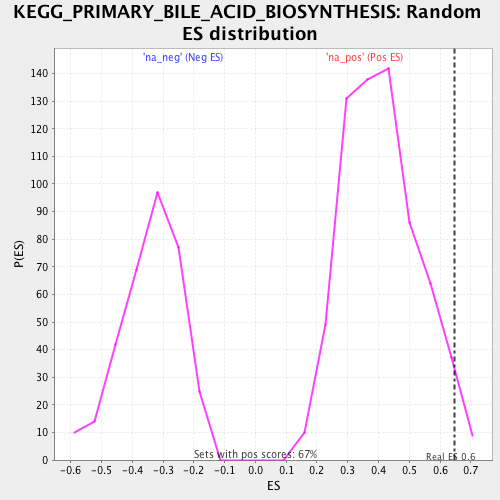 KEGG_PRIMARY_BILE_ACID_BIOSYNTHESIS: Random
ES distribution
'na_neg' (Neg ES)
'na_pos' (Pos ES)
140
130
120
110
100
90
80
70
60
50
40
30
20
10
0
P(ES)
Sets with pos scores: 67%
Real ES 0.6
-0.6 -0.5 -0.4 -0.3 -0.2 -0.1 0.0 0.1 0.2 0.3 0.4 0.5 0.6 0.7
ES